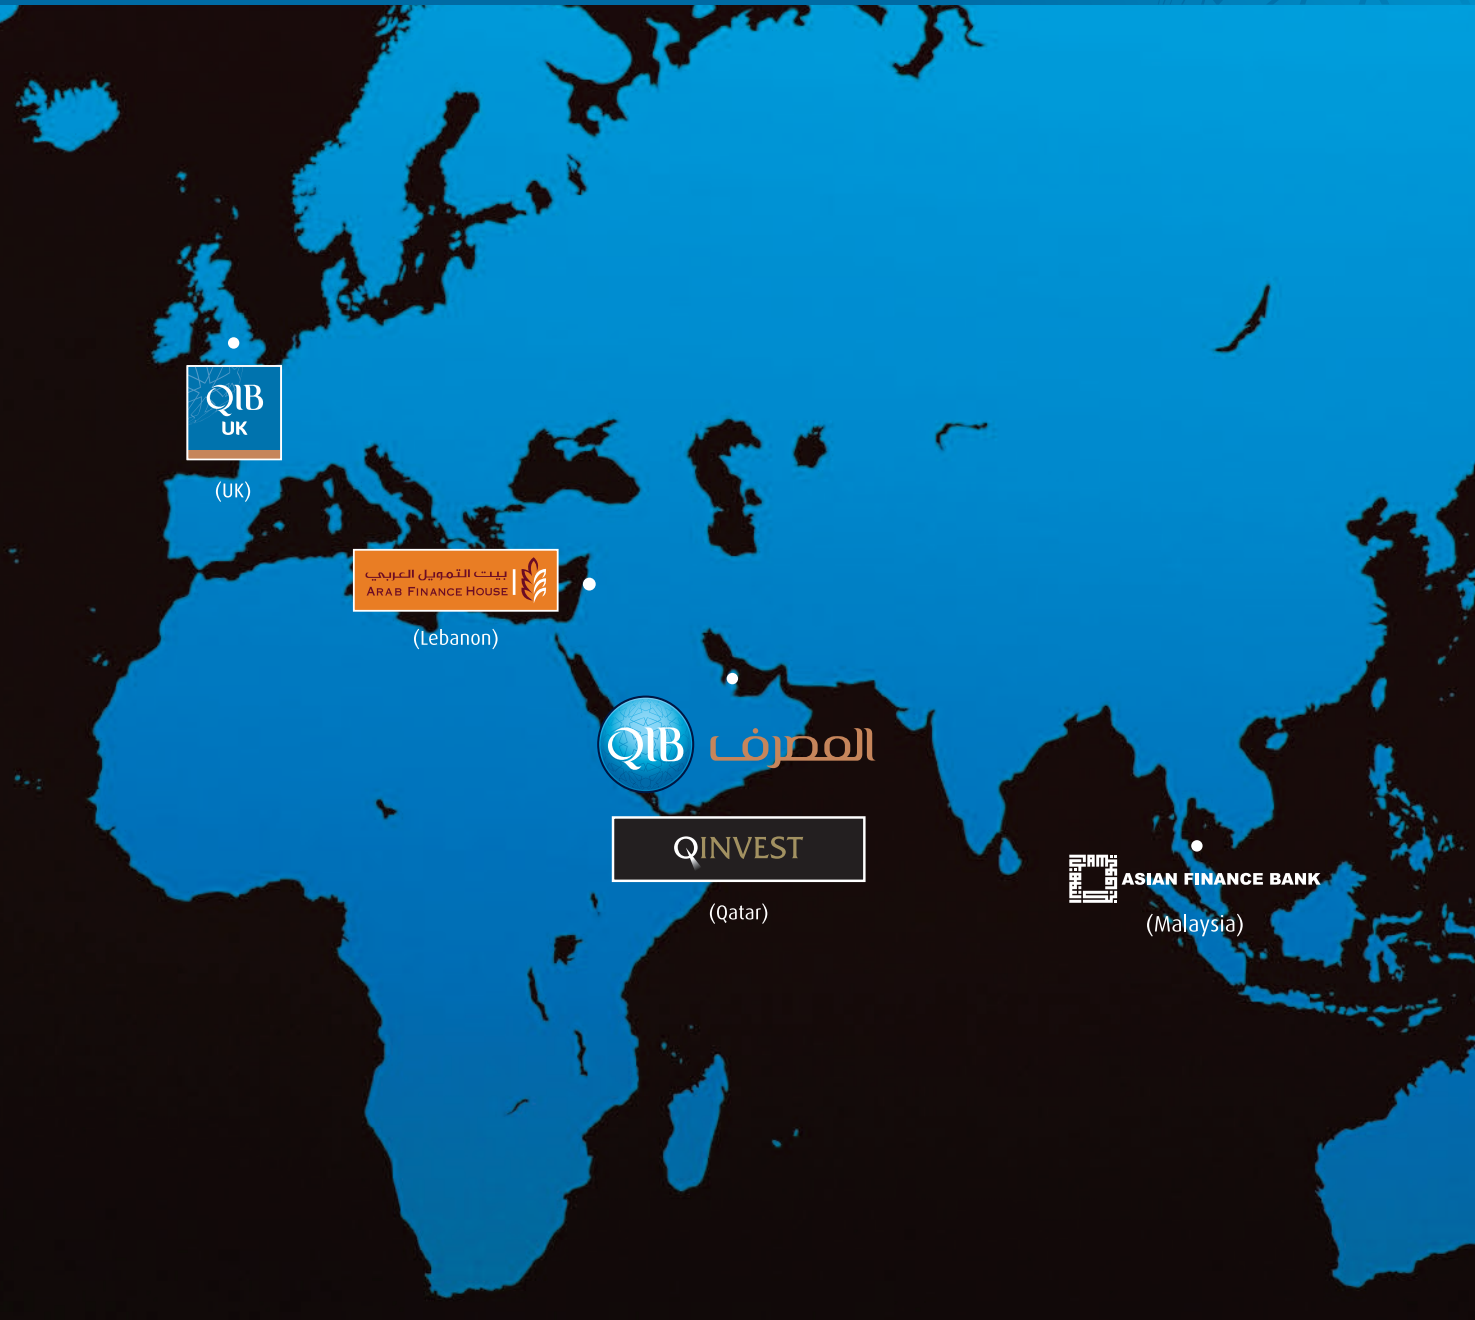 QIB
UK
(UK)
بيت التمويل العربي
ARAB FINANCE HOUSE
(Lebanon)
QIB المصرف
QINVEST
(Qatar)
ASIAN FINANCE BANK
(Malaysia)